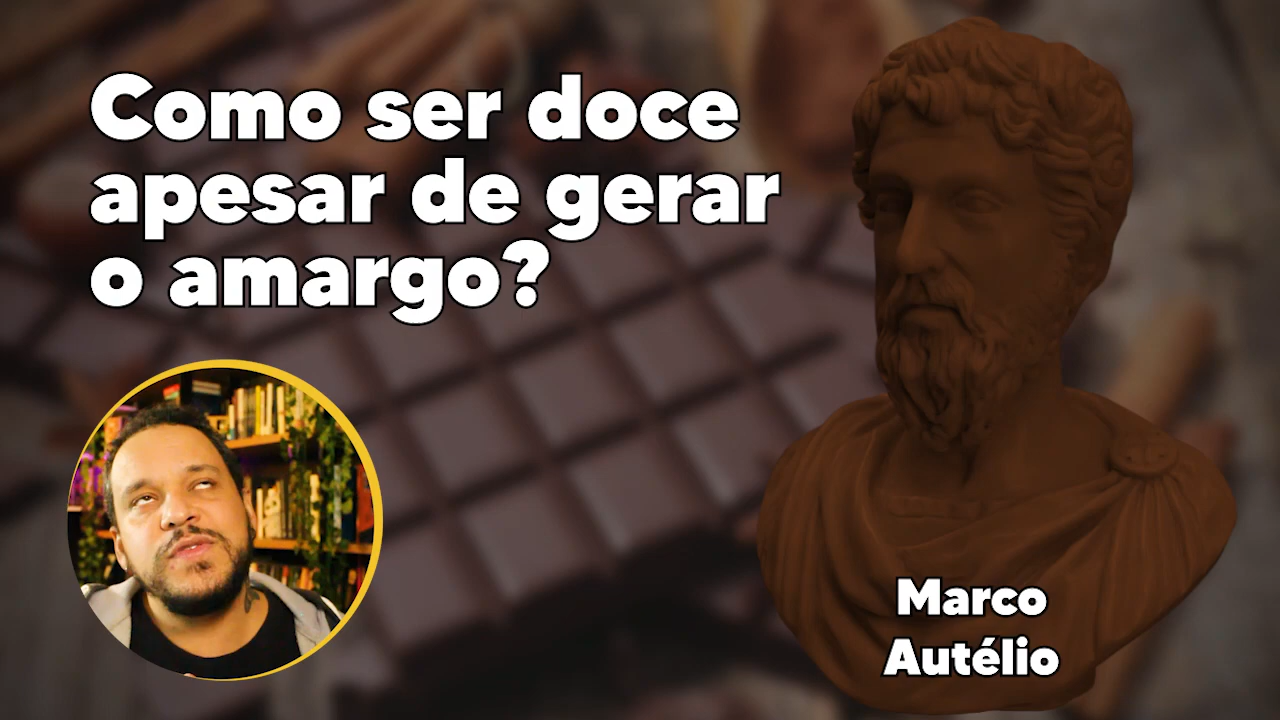 Como ser doce
apesar de gerar
o amargo?
Marco
Autélio